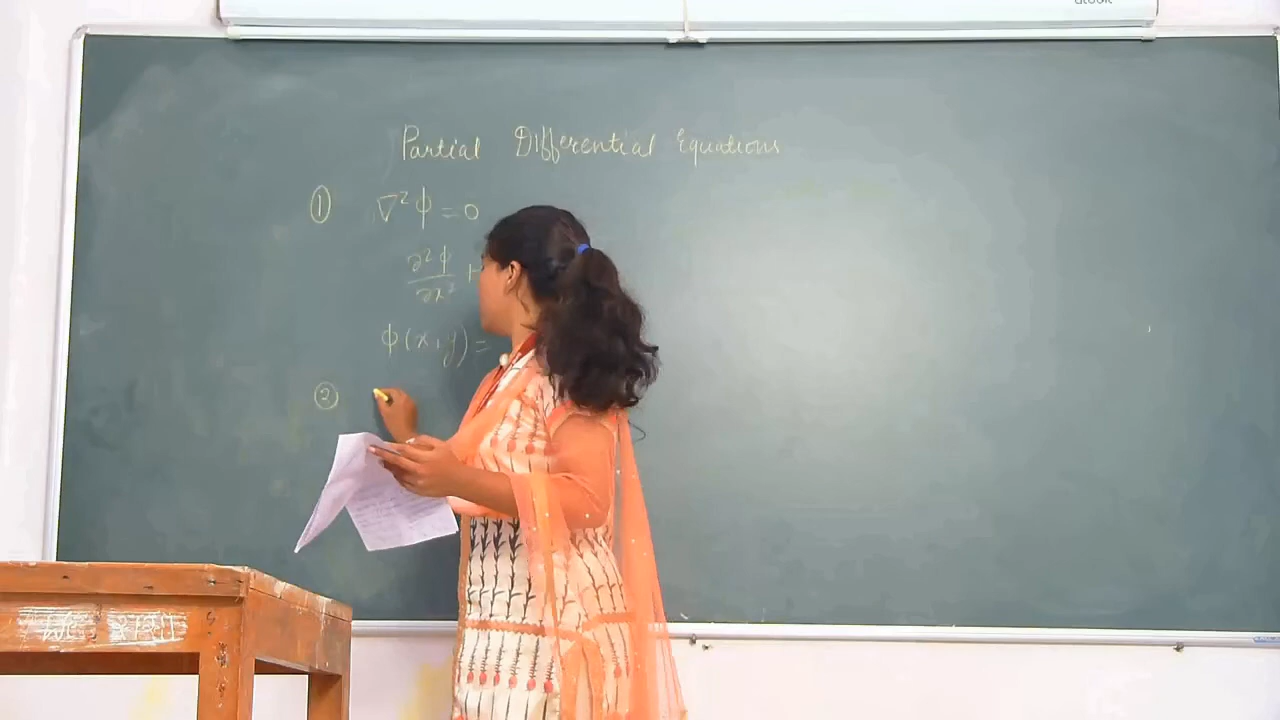 Partial Differential Equations
① ∇²ϕ = 0
∂²ϕ/∂x² +
ϕ(x,y) =
②